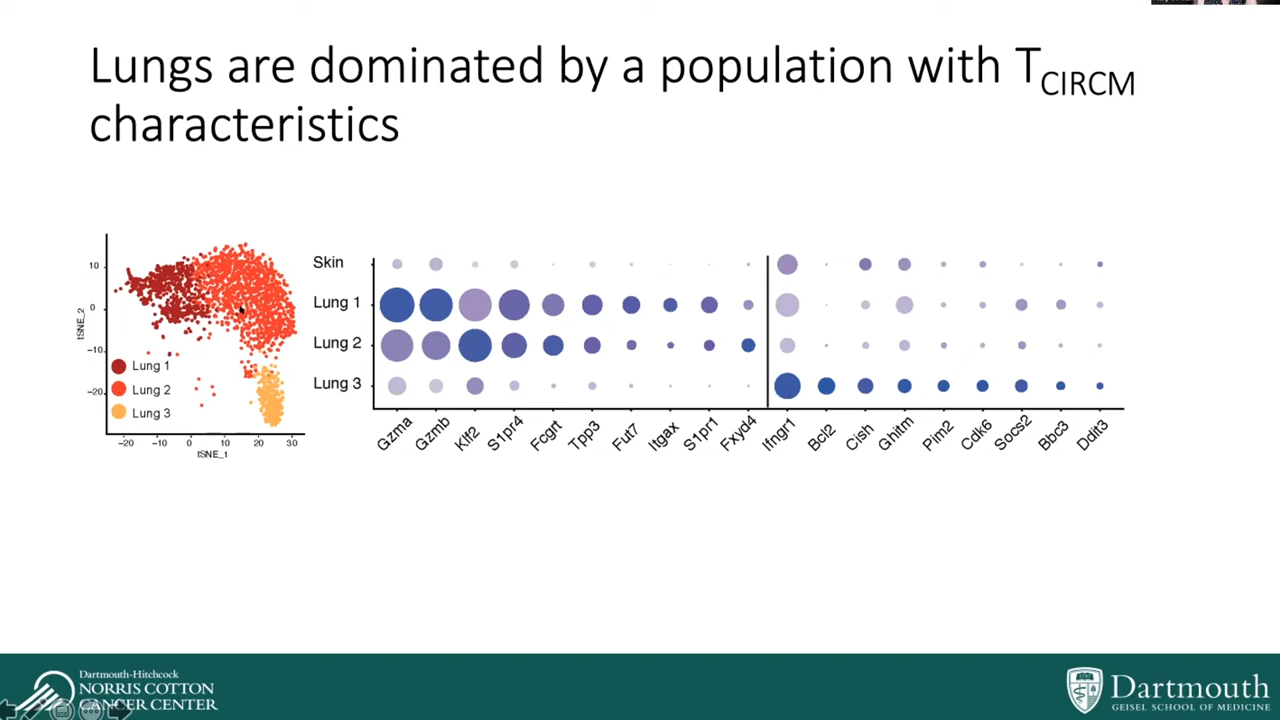 Lungs are dominated by a population with TCIRCM
characteristics
10
0
−10
−20
tSNE_2
−20
−10
0
10
20
30
tSNE_1
Lung 1
Lung 2
Lung 3
Skin
Lung 1
Lung 2
Lung 3
Gzma
Gzmb
Klf2
S1pr4
Fcgrt
Tpp3
Fut7
Itgax
S1pr1
Fxyd4
Ifngr1
Bcl2
Cish
Ghitm
Pim2
Cdk6
Socs2
Bbc3
Ddit3
Dartmouth-Hitchcock
NORRIS COTTON
CANCER CENTER
Dartmouth
GEISEL SCHOOL OF MEDICINE